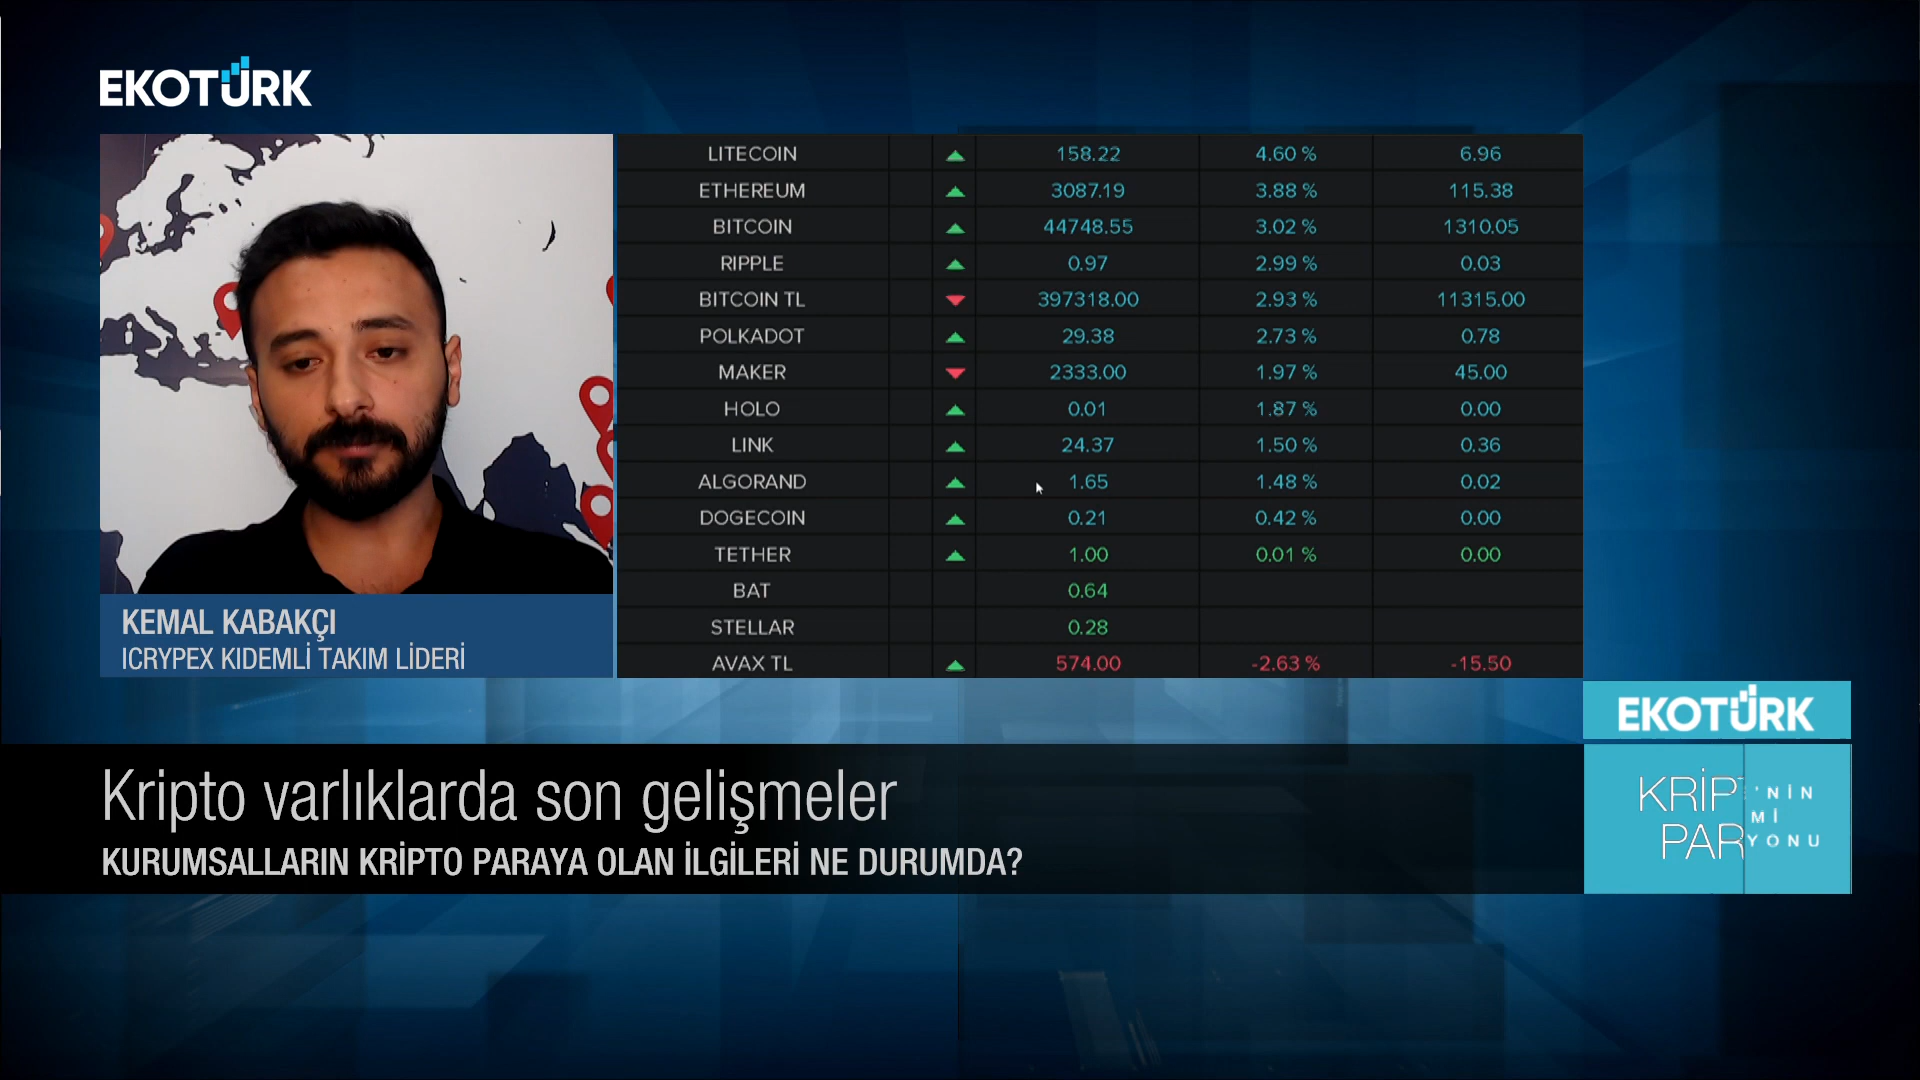 EKOTÜRK
LITECOIN 158.22 4.60 % 6.96
ETHEREUM 3087.19 3.88 % 115.38
BITCOIN 44748.55 3.02 % 1310.05
RIPPLE 0.97 2.99 % 0.03
BITCOIN TL 397318.00 2.93 % 11315.00
POLKADOT 29.38 2.73 % 0.78
MAKER 2333.00 1.97 % 45.00
HOLO 0.01 1.87 % 0.00
LINK 24.37 1.50 % 0.36
ALGORAND 1.65 1.48 % 0.02
DOGECOIN 0.21 0.42 % 0.00
TETHER 1.00 0.01 % 0.00
BAT 0.64
STELLAR 0.28
AVAX TL 574.00 -2.63 % -15.50
KEMAL KABAKÇI
ICRYPEX KIDEMLİ TAKIM LİDERİ
EKOTÜRK
Kripto varlıklarda son gelişmeler
KURUMSALLARIN KRİPTO PARAYA OLAN İLGİLERİ NE DURUMDA?
KRİP 'NİN
Mİ
PAR YONU